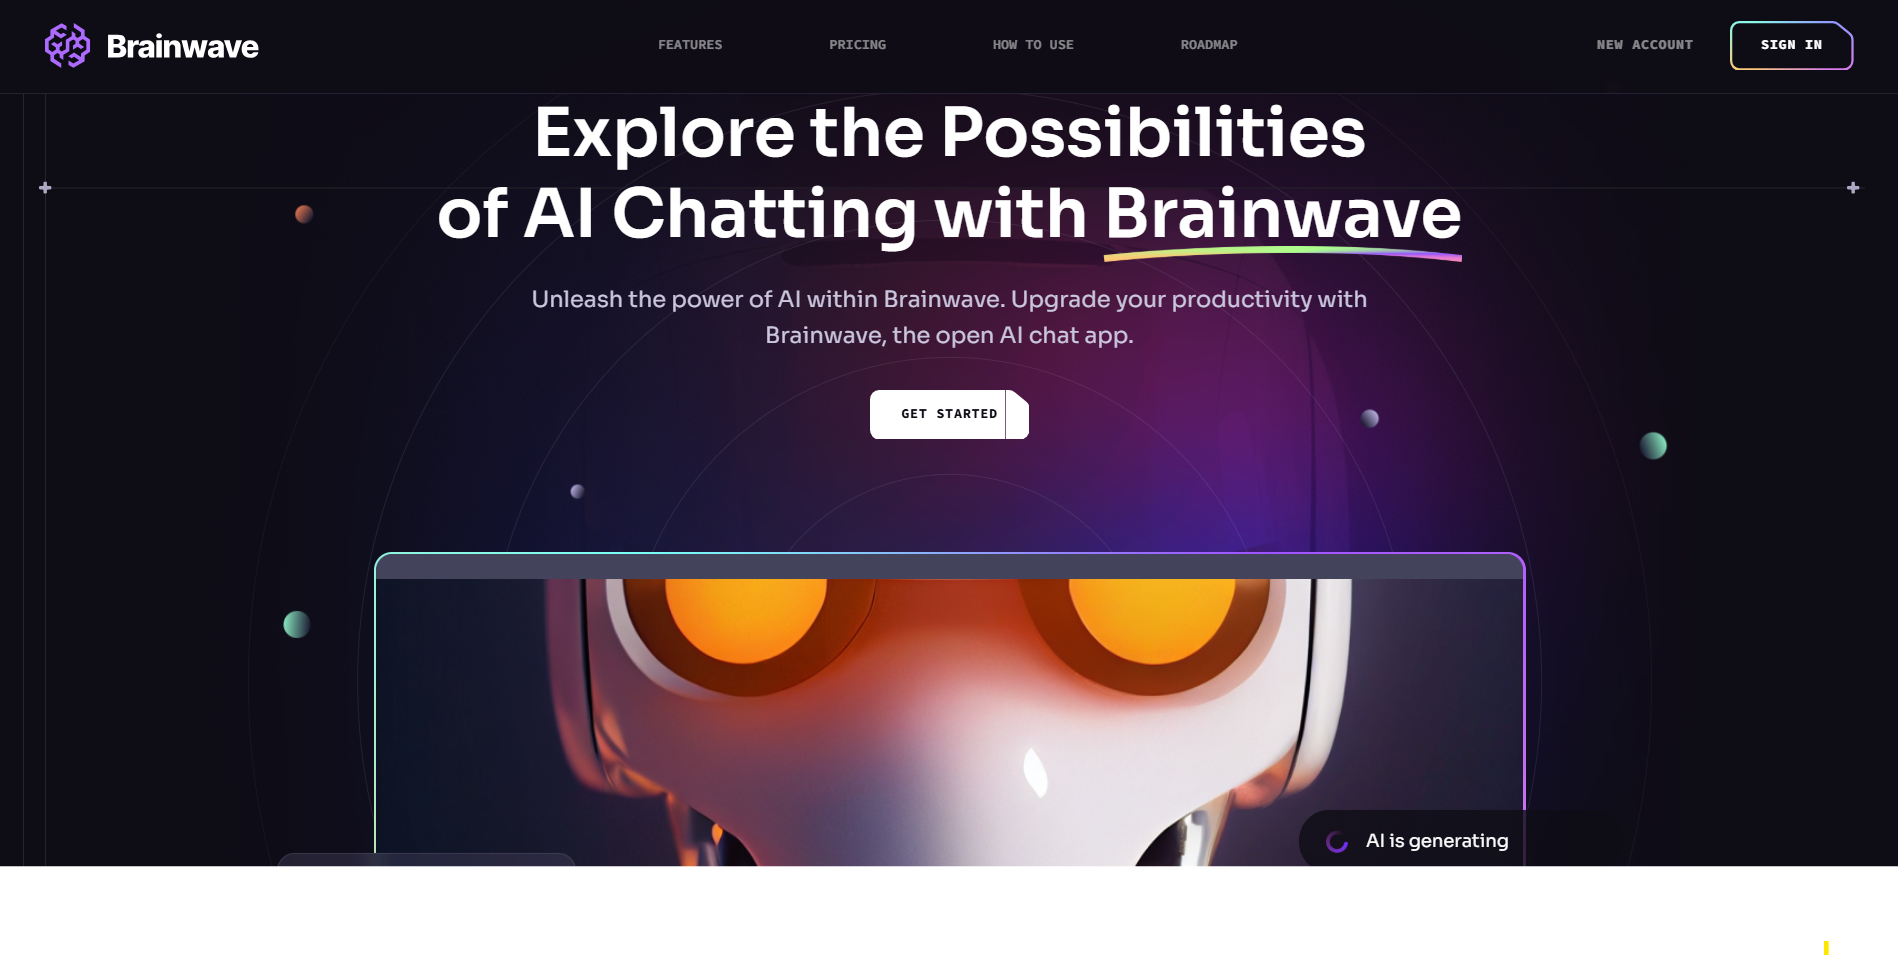 Brainwave
FEATURES
PRICING
HOW TO USE
ROADMAP
NEW ACCOUNT
SIGN IN
Explore the Possibilities
of AI Chatting with Brainwave
Unleash the power of AI within Brainwave. Upgrade your productivity with
Brainwave, the open AI chat app.
GET STARTED
AI is generating